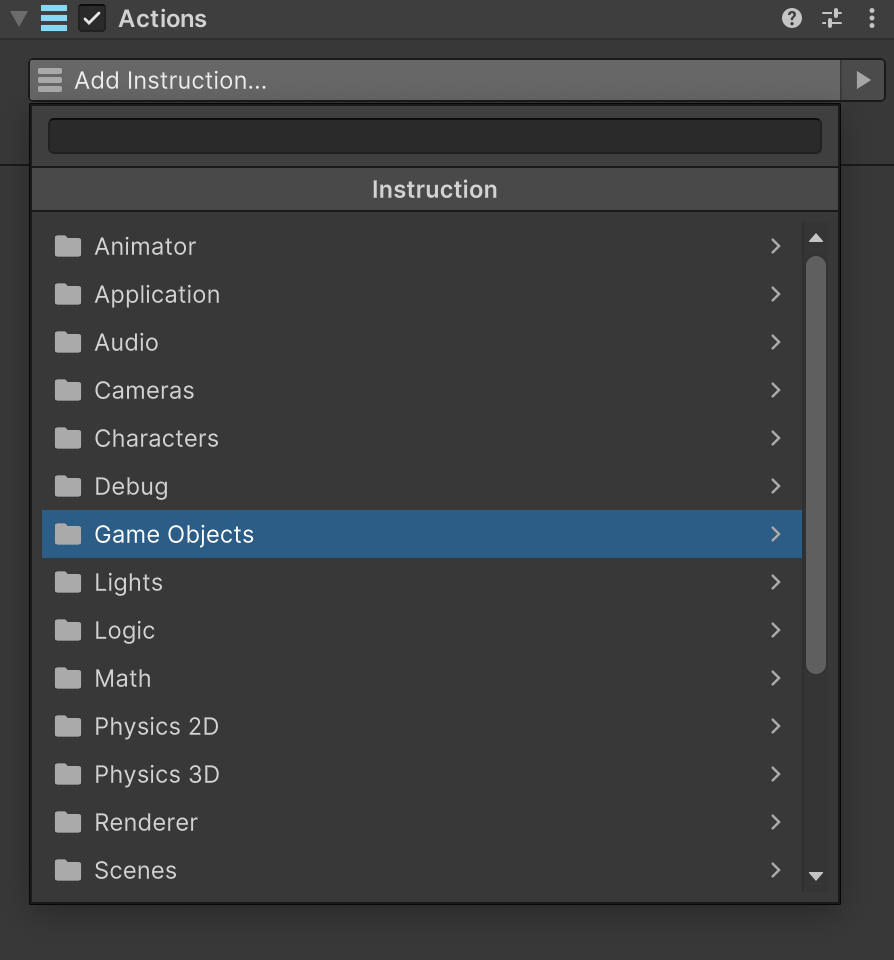 Actions
Add Instruction...
Instruction
Animator
Application
Audio
Cameras
Characters
Debug
Game Objects
Lights
Logic
Math
Physics 2D
Physics 3D
Renderer
Scenes